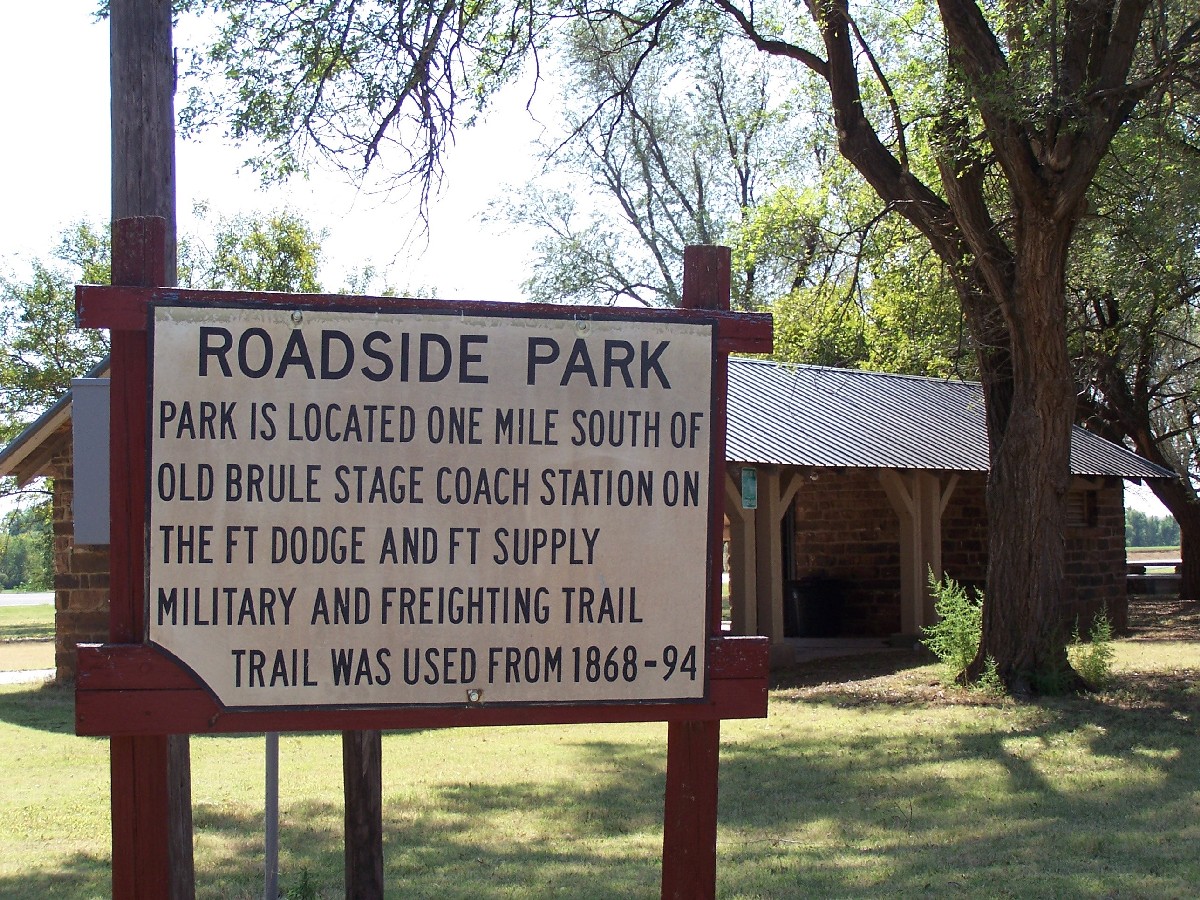 ROADSIDE PARK
PARK IS LOCATED ONE MILE SOUTH OF
OLD BRULE STAGE COACH STATION ON
THE FT DODGE AND FT SUPPLY
MILITARY AND FREIGHTING TRAIL
TRAIL WAS USED FROM 1868-94